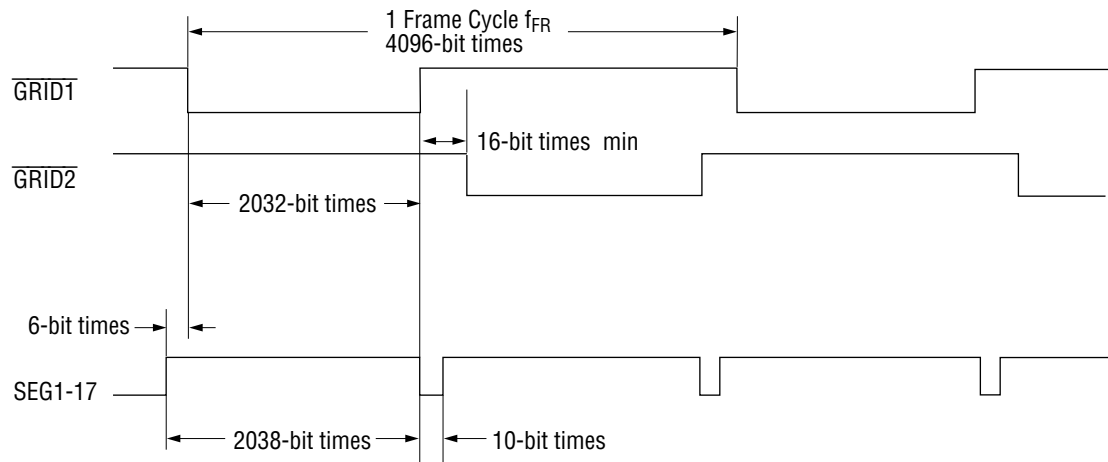 1 Frame Cycle fFR
4096-bit times
GRID1
16-bit times min
GRID2
2032-bit times
6-bit times
SEG1-17
2038-bit times
10-bit times